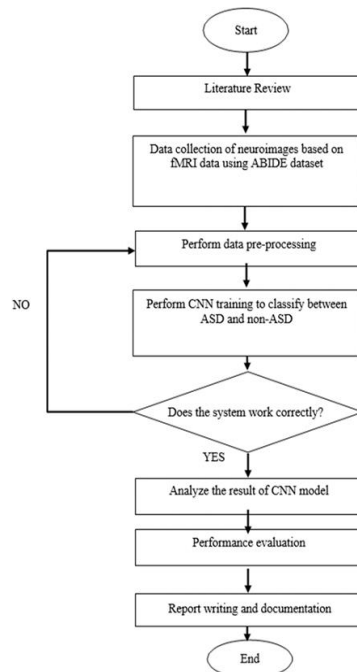 Start
Literature Review
Data collection of neuroimages based on
fMRI data using ABIDE dataset
Perform data pre-processing
NO
Perform CNN training to classify between
ASD and non-ASD
Does the system work correctly?
YES
Analyze the result of CNN model
Performance evaluation
Report writing and documentation
End